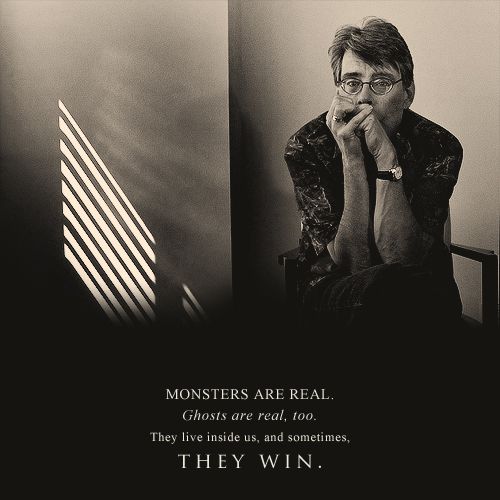 MONSTERS ARE REAL.
Ghosts are real, too.
They live inside us, and sometimes,
THEY WIN.